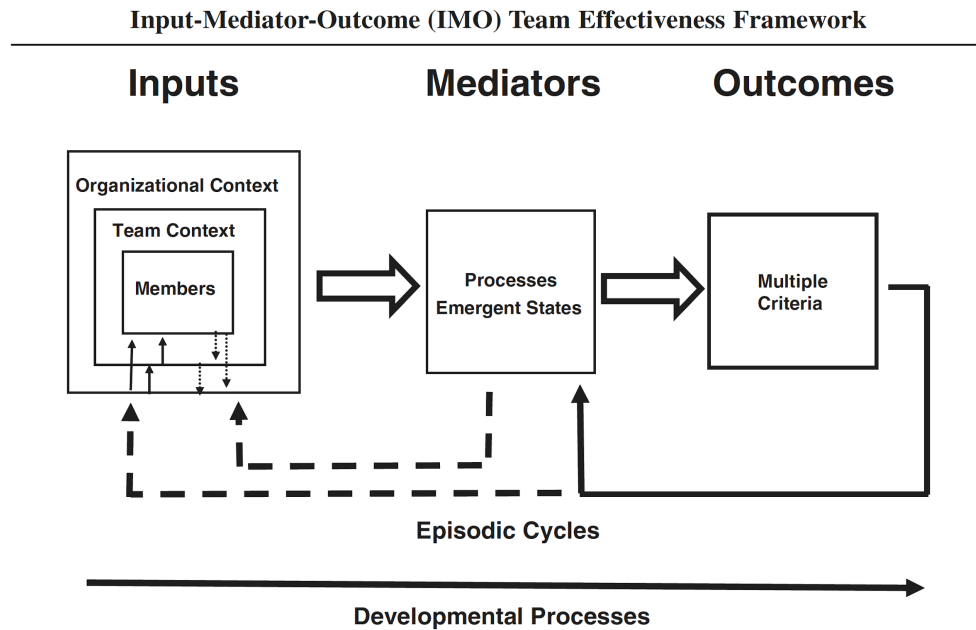 Input-Mediator-Outcome (IMO) Team Effectiveness Framework
Inputs
Mediators
Outcomes
Organizational Context
Team Context
Members
Processes
Emergent States
Multiple
Criteria
Episodic Cycles
Developmental Processes